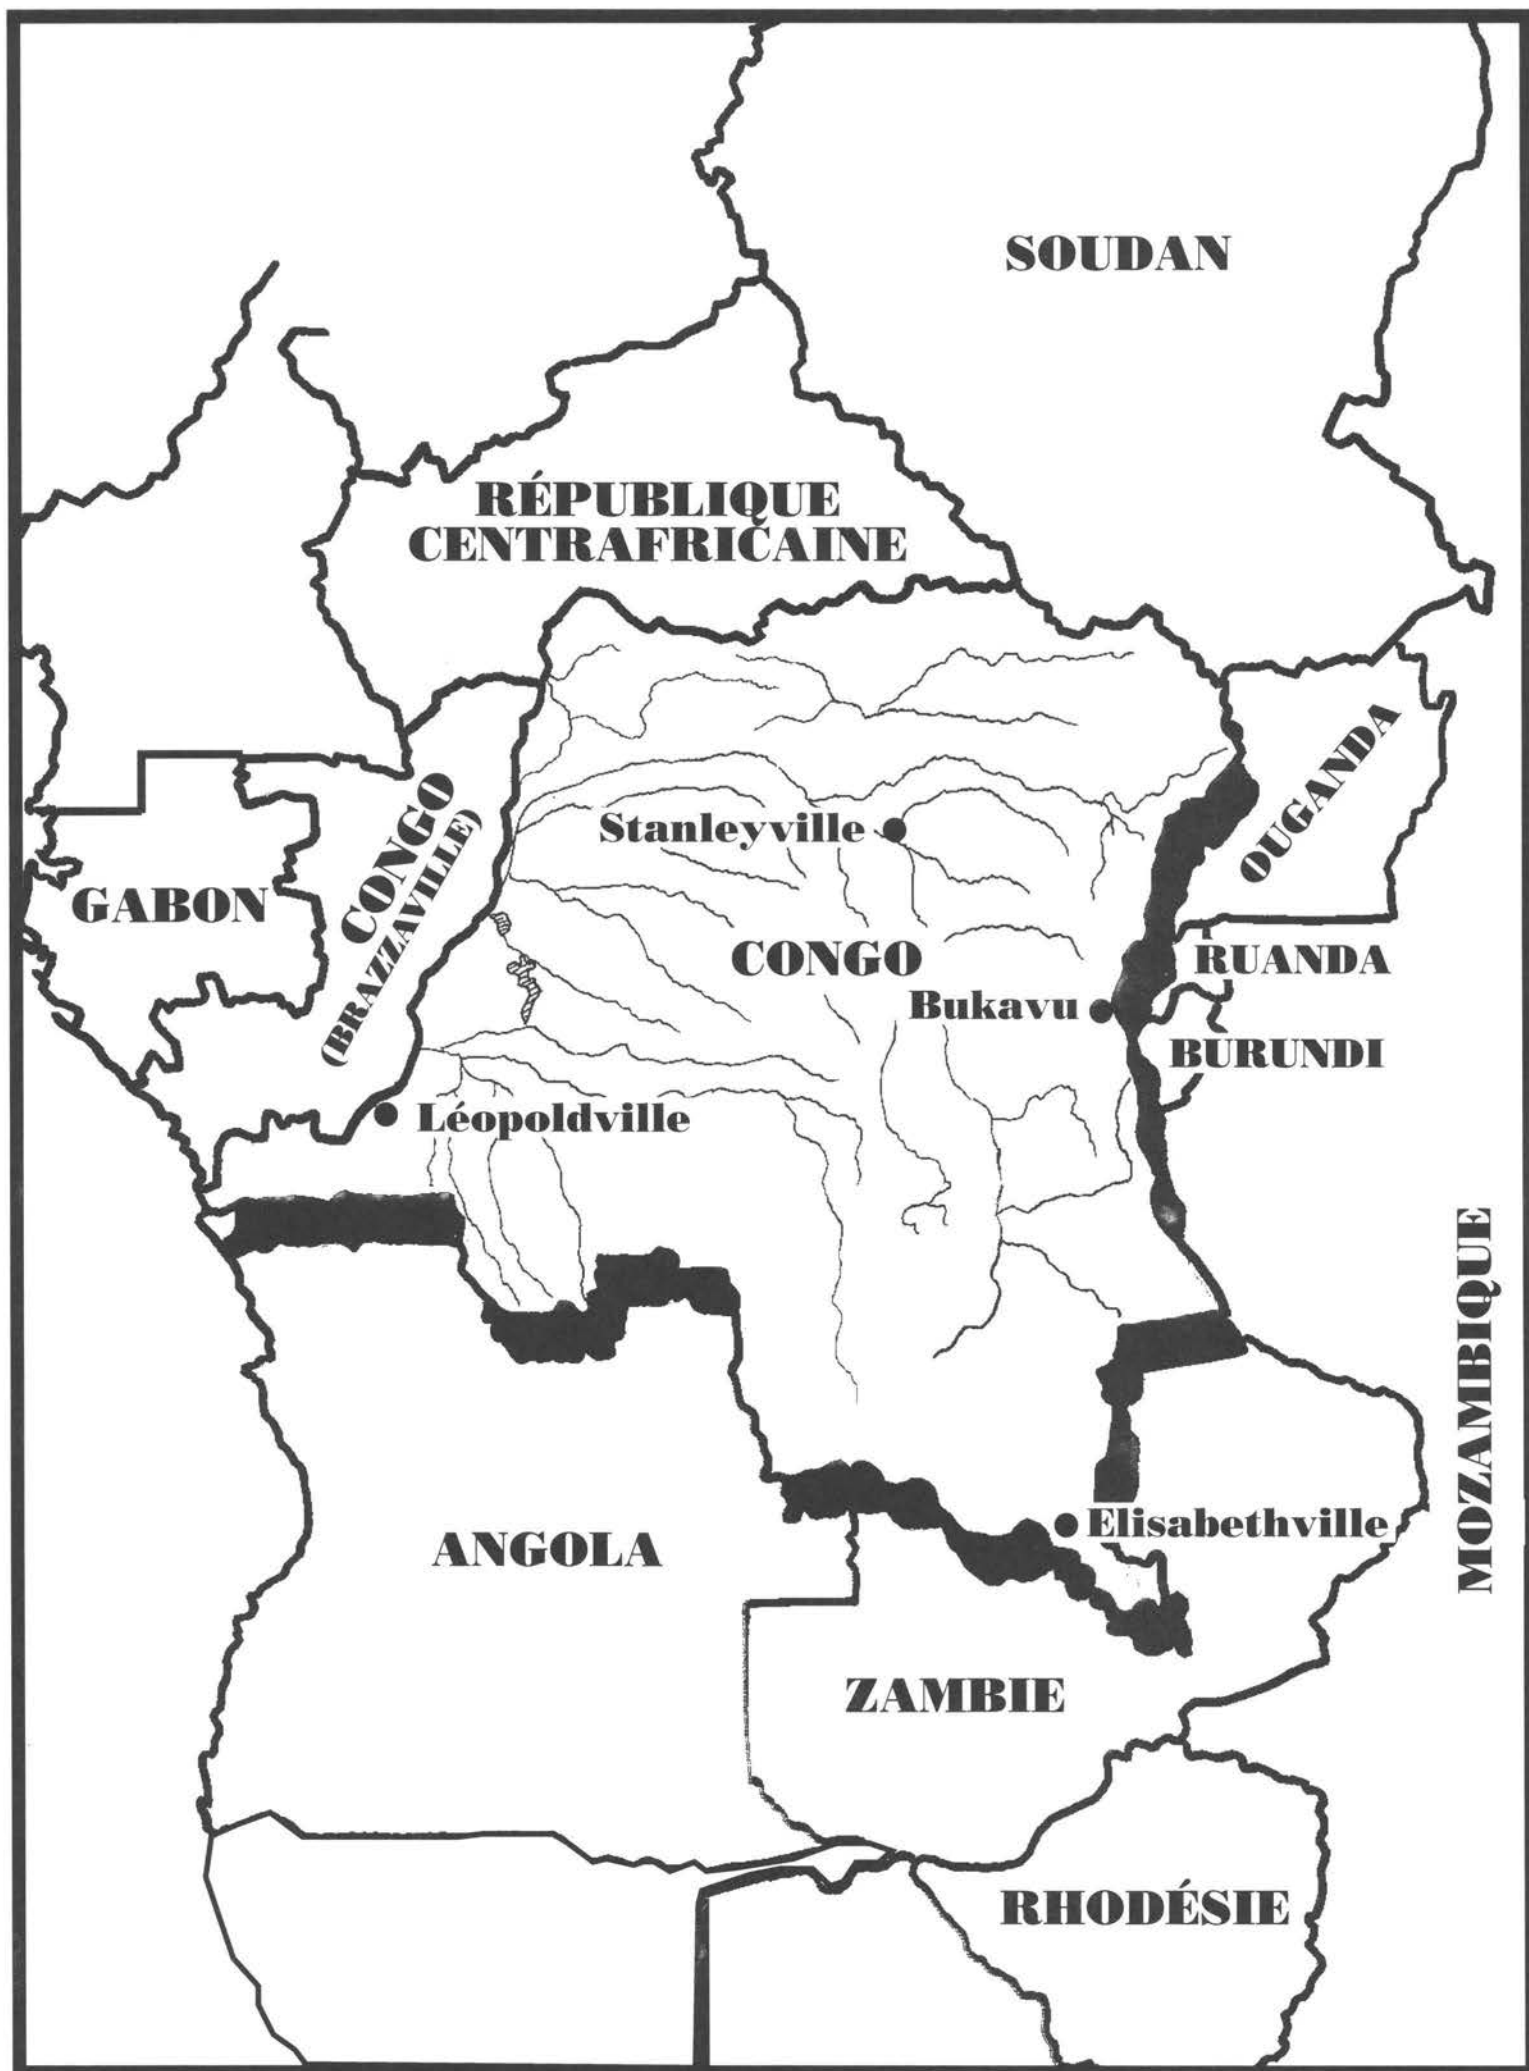 SOUDAN
RÉPUBLIQUE
CENTRAFRICAINE
OUGANDA
CONGO
(BRAZZAVILLE)
Stanleyville
GABON
CONGO
RUANDA
Bukavu
BURUNDI
Léopoldville
MOZAMBIQUE
Elisabethville
ANGOLA
ZAMBIE
RHODÉSIE